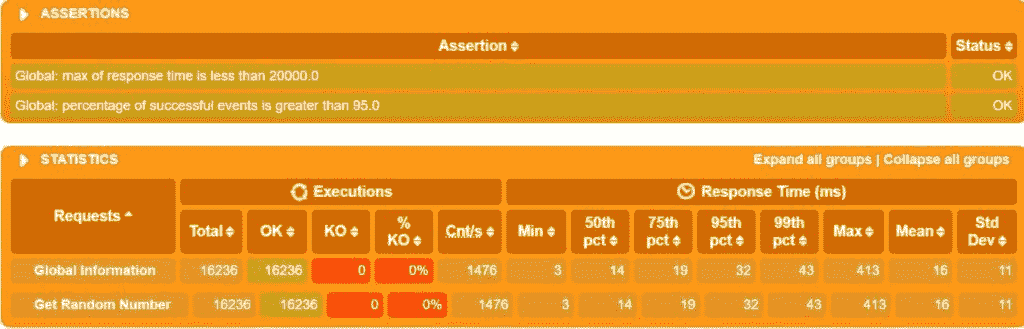 ASSERTIONS
Assertion Status
Global: max of response time is less than 20000.0 OK
Global: percentage of successful events is greater than 95.0 OK
STATISTICS Expand all groups | Collapse all groups
Requests Executions Response Time (ms)
Total OK KO % KO Cnt/s Min 50th pct 75th pct 95th pct 99th pct Max Mean Std Dev
Global Information 16236 16236 0 0% 1476 3 14 19 32 43 413 16 11
Get Random Number 16236 16236 0 0% 1476 3 14 19 32 43 413 16 11